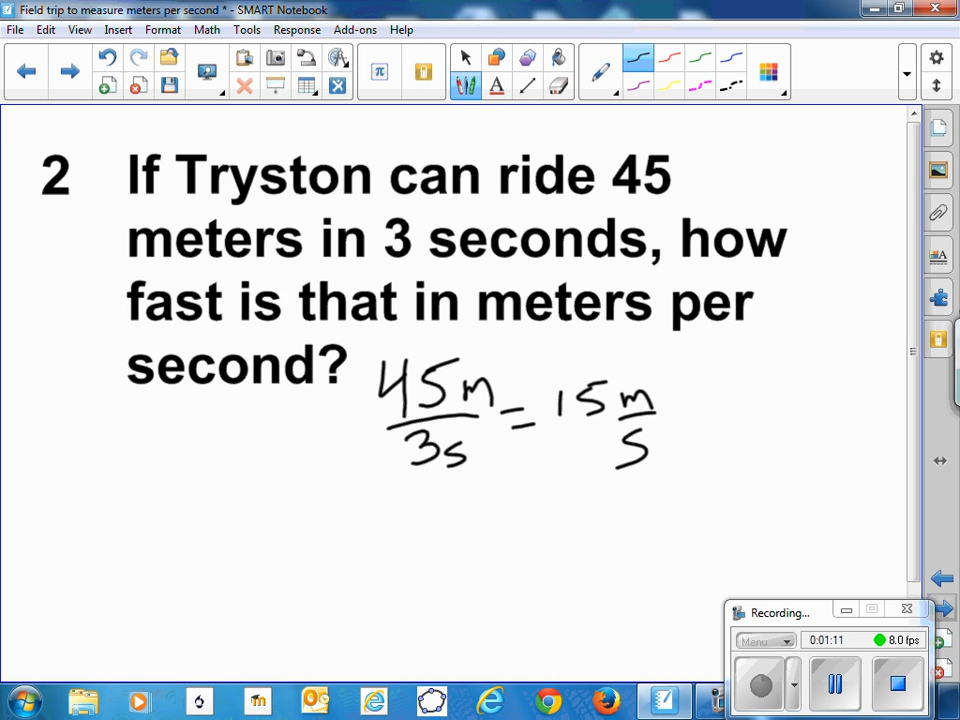 Field trip to measure meters per second * - SMART Notebook
File Edit View Insert Format Math Tools Response Add-ons Help
2 If Tryston can ride 45
meters in 3 seconds, how
fast is that in meters per
second?
45m = 15 m
3s s
Recording...
Menu 0:01:11 8.0 fps